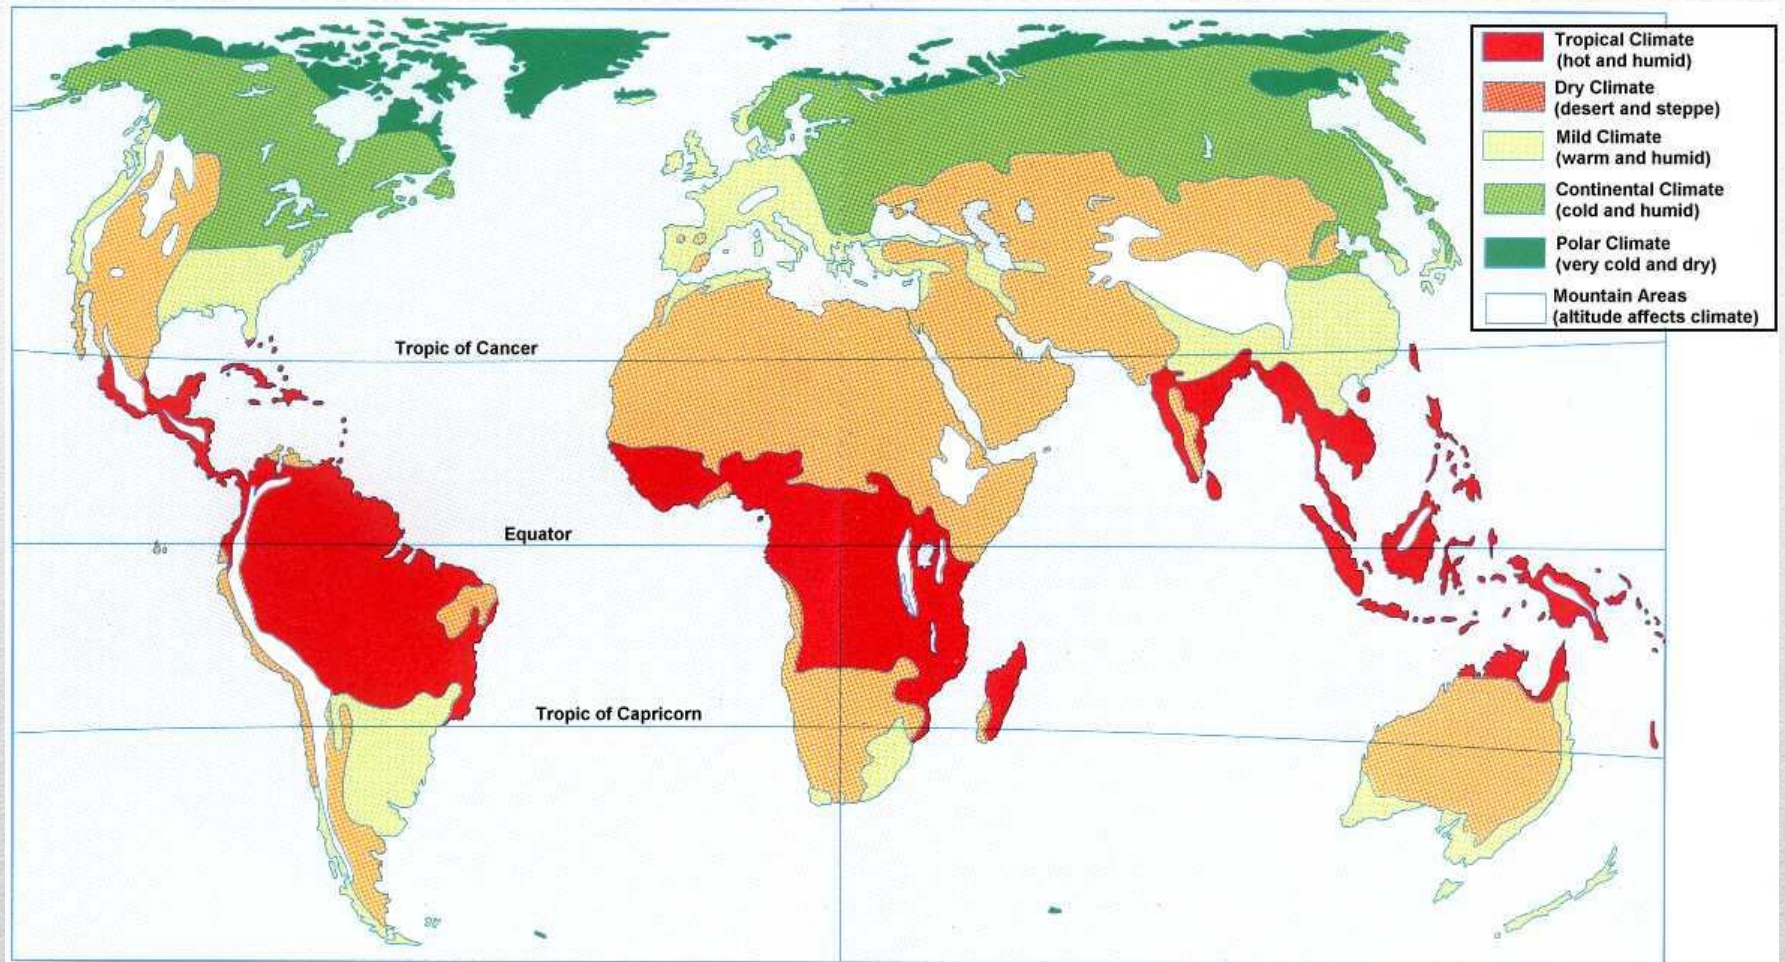 Tropical Climate
(hot and humid)
Dry Climate
(desert and steppe)
Mild Climate
(warm and humid)
Continental Climate
(cold and humid)
Polar Climate
(very cold and dry)
Mountain Areas
(altitude affects climate)
Tropic of Cancer
Equator
Tropic of Capricorn